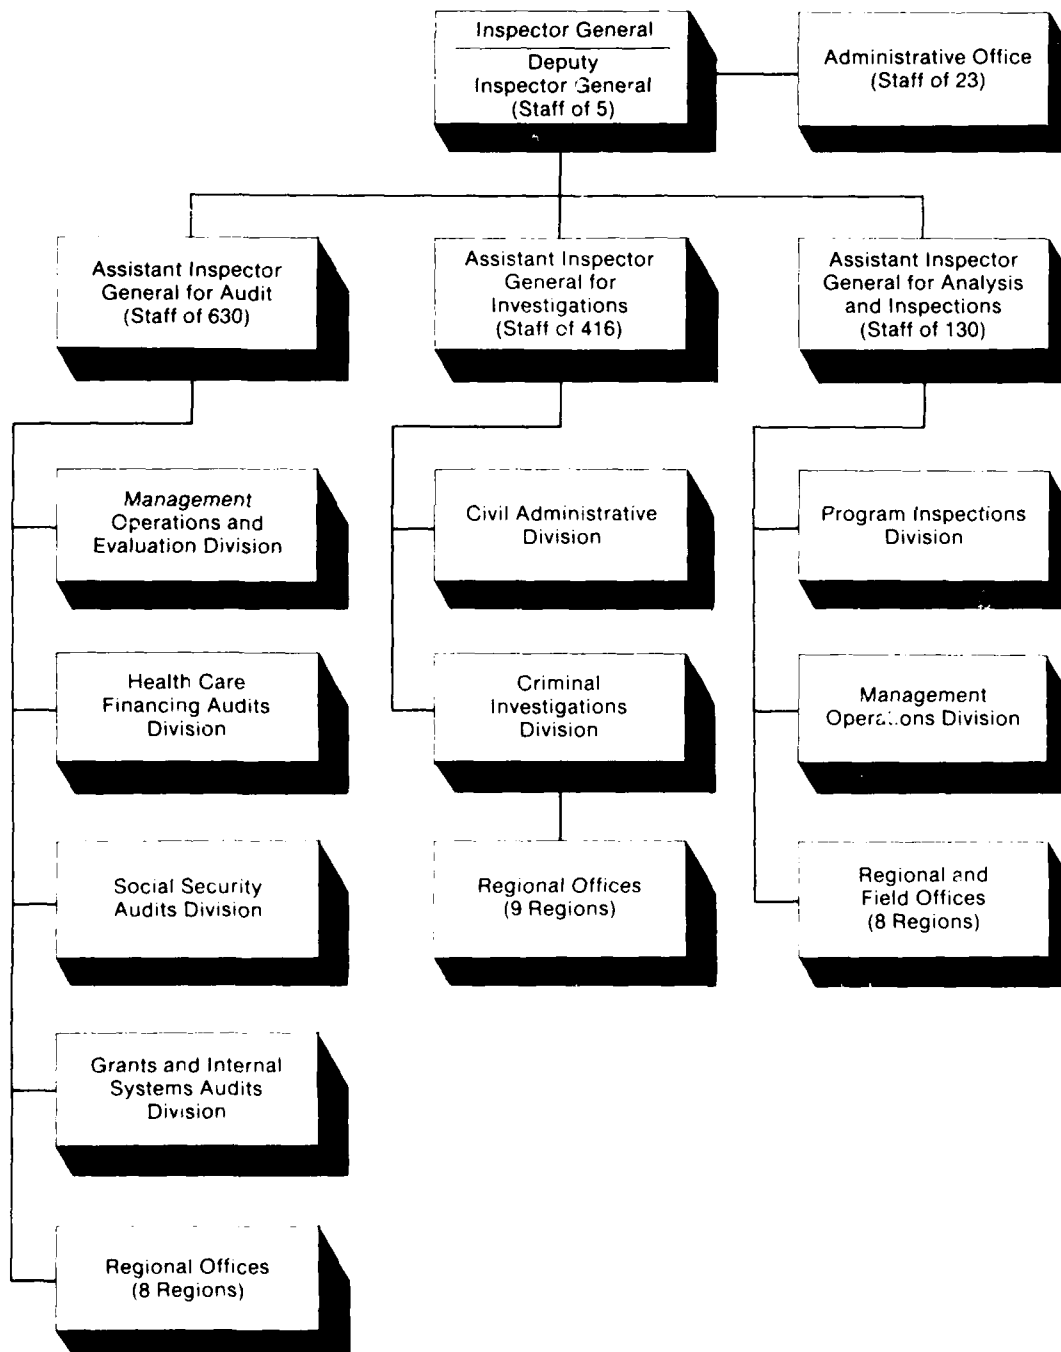 Inspector General
Deputy
Inspector General
(Staff of 5)
Administrative Office
(Staff of 23)
Assistant Inspector
General for Audit
(Staff of 630)
Assistant Inspector
General for
Investigations
(Staff of 416)
Assistant Inspector
General for Analysis
and Inspections
(Staff of 130)
Management
Operations and
Evaluation Division
Health Care
Financing Audits
Division
Social Security
Audits Division
Grants and Internal
Systems Audits
Division
Regional Offices
(8 Regions)
Civil Administrative
Division
Criminal
Investigations
Division
Regional Offices
(9 Regions)
Program Inspections
Division
Management
Operations Division
Regional and
Field Offices
(8 Regions)